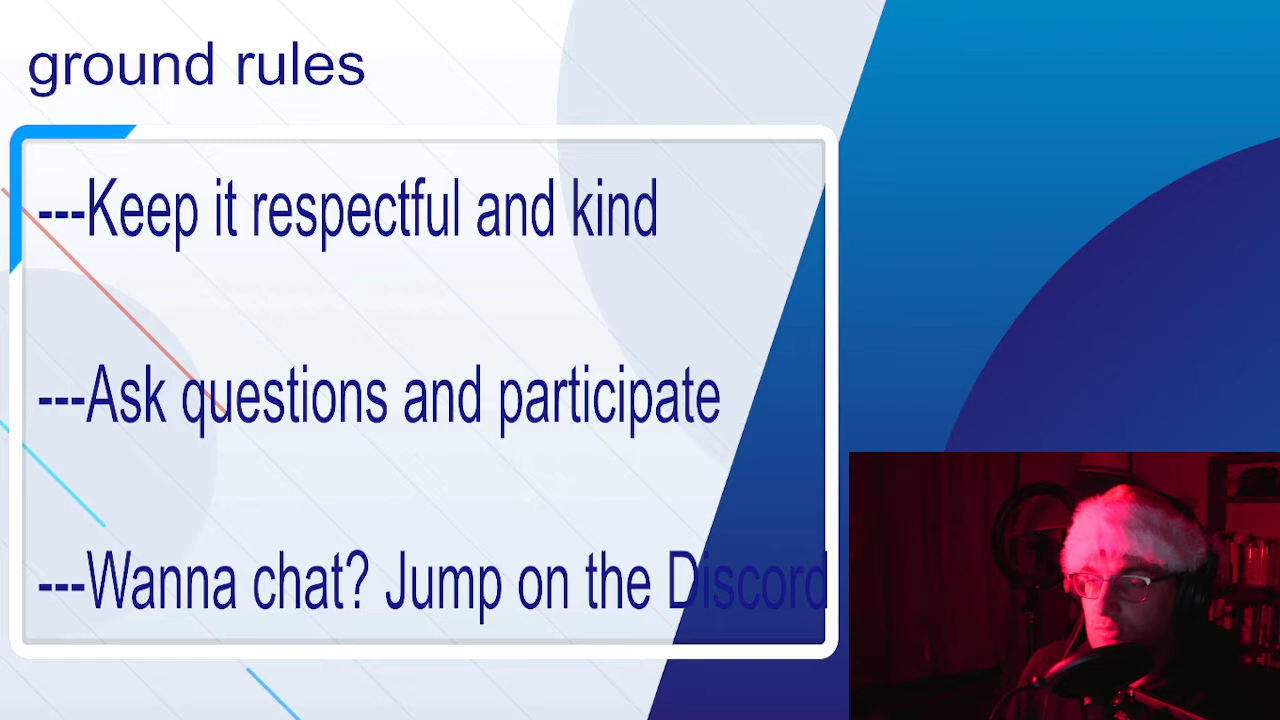 ground rules
---Keep it respectful and kind
---Ask questions and participate
---Wanna chat? Jump on the Discord